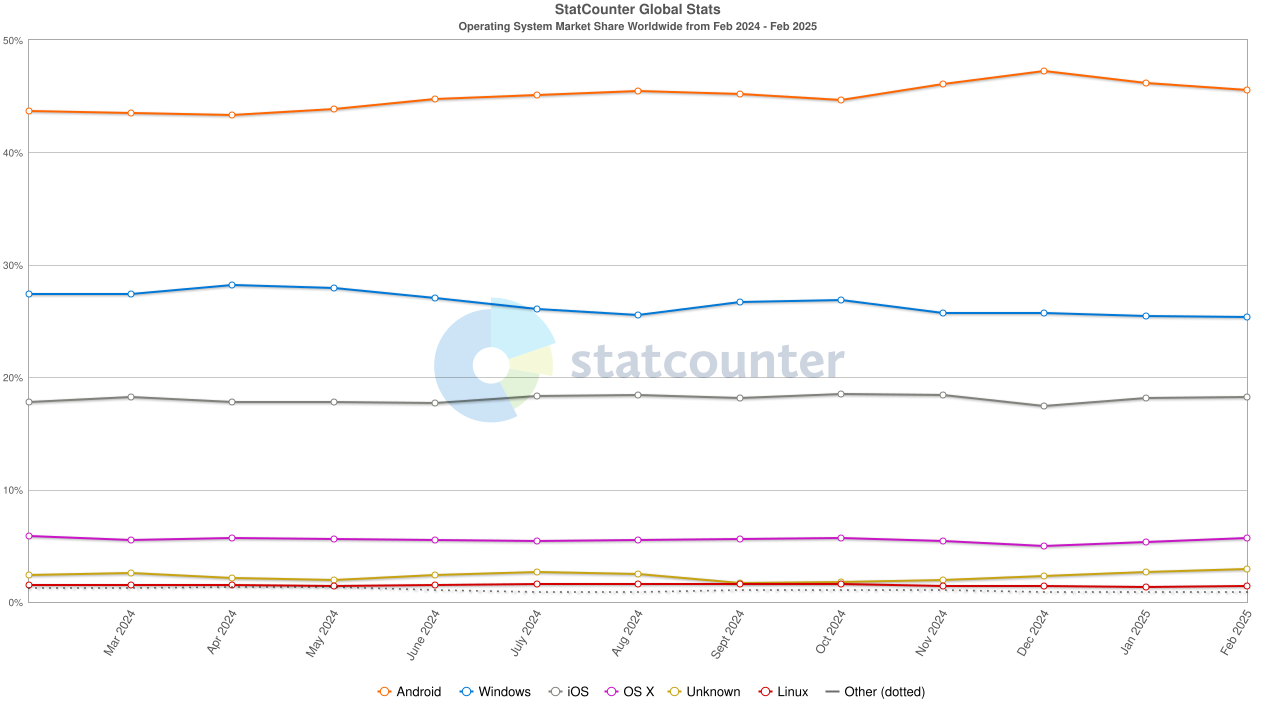 StatCounter Global Stats
Operating System Market Share Worldwide from Feb 2024 - Feb 2025
50%
40%
30%
20%
10%
0%
statcounter
Mar 2024
Apr 2024
May 2024
June 2024
July 2024
Aug 2024
Sept 2024
Oct 2024
Nov 2024
Dec 2024
Jan 2025
Feb 2025
Android Windows iOS OS X Unknown Linux Other (dotted)